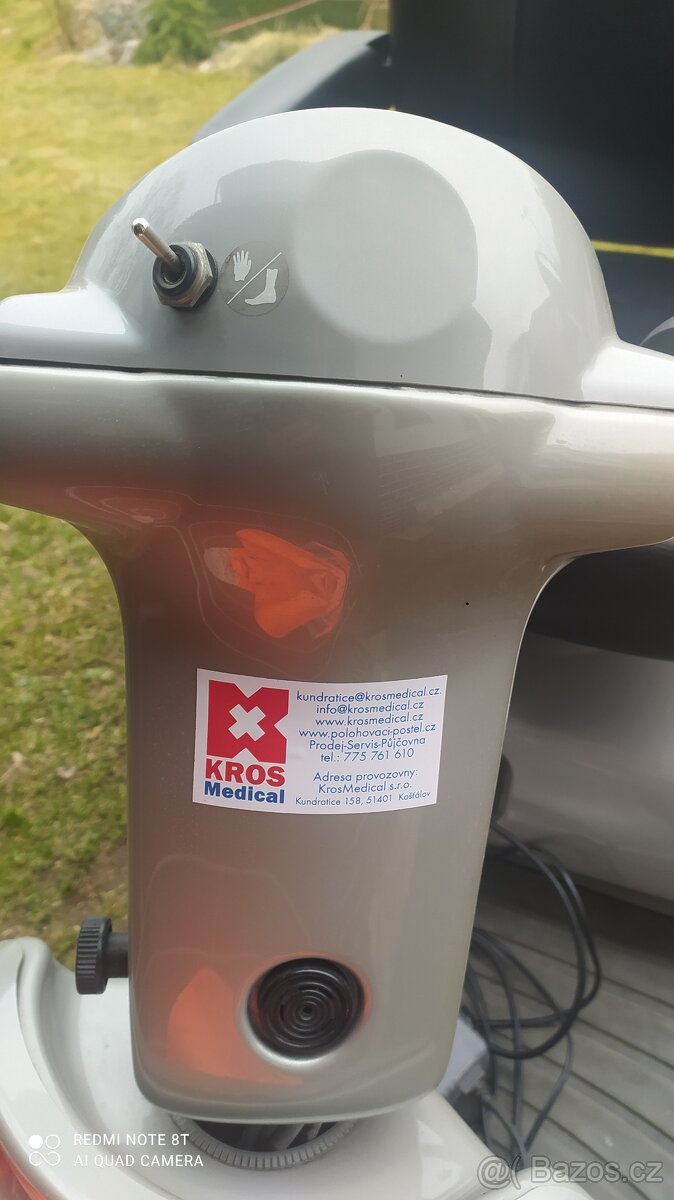 kundratice@krosmedical.cz
info@krosmedical.cz
www.krosmedical.cz
www.polohovaci-postel.cz
Prodej-Servis-Půjčovna
tel.: 775 761 610
KROS
Medical
Adresa provozovny:
KrosMedical s.r.o.
Kundratice 158, 51401 Košťálov
REDMI NOTE 8T
AI QUAD CAMERA
Bazos.cz